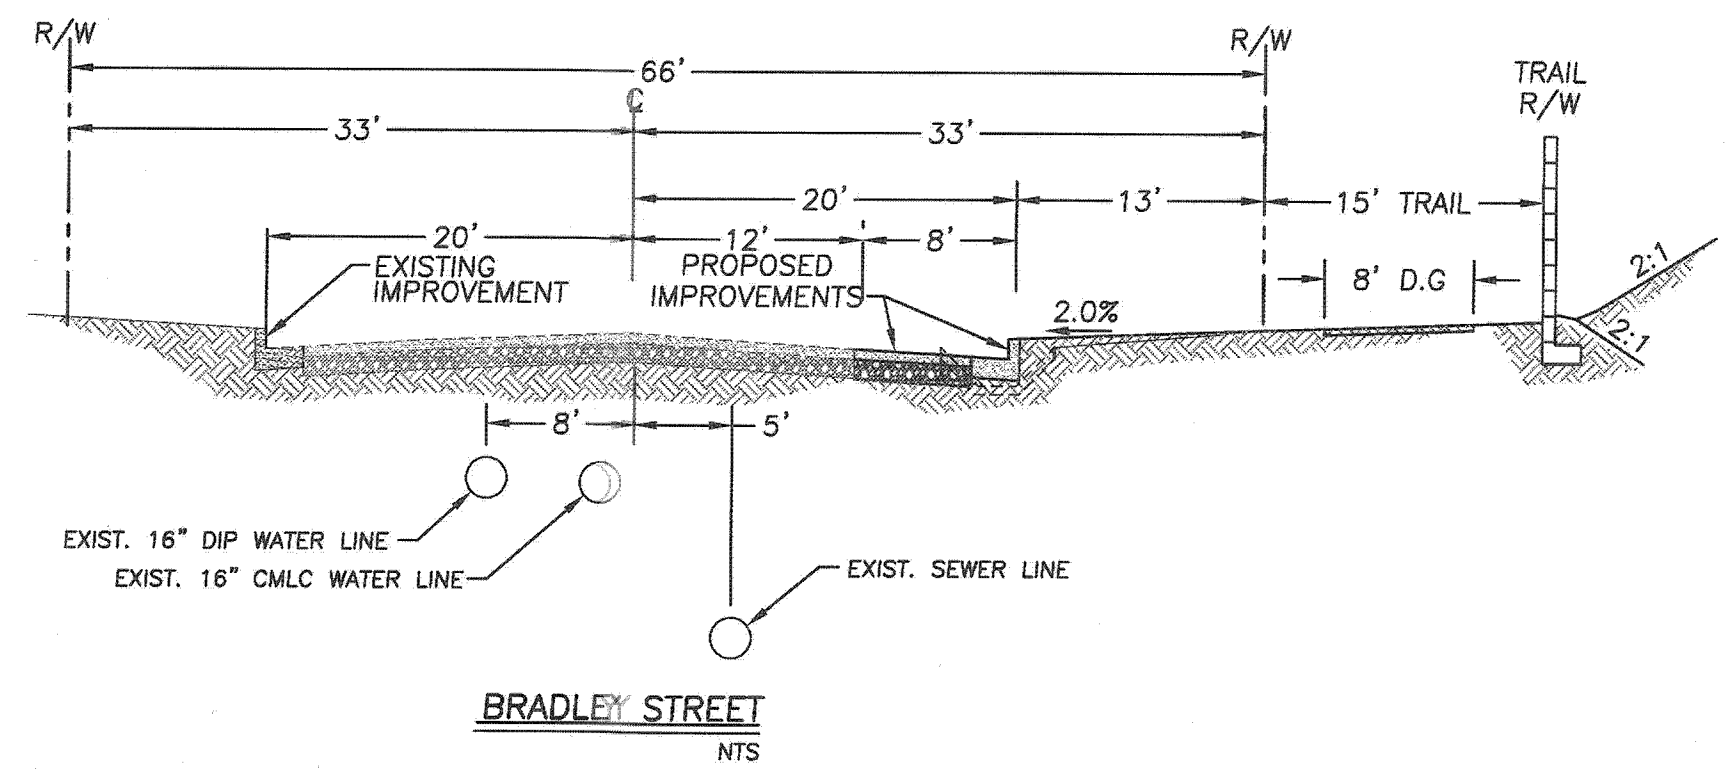 R/W
R/W
66'
TRAIL
R/W
℄
33'
33'
20'
13'
15' TRAIL
20'
12'
8'
EXISTING
IMPROVEMENT
PROPOSED
IMPROVEMENTS
8' D.G
2:1
2.0%
2:1
8'
5'
EXIST. 16" DIP WATER LINE
EXIST. 16" CMLC WATER LINE
EXIST. SEWER LINE
BRADLEY STREET
NTS